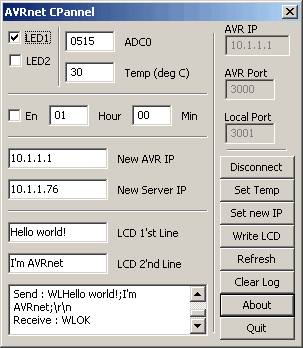 AVRnet CPannel
LED1
0515 ADC0
LED2
30 Temp (deg C)
En 01 Hour 00 Min
10.1.1.1 New AVR IP
10.1.1.76 New Server IP
Hello world! LCD 1'st Line
I'm AVRnet LCD 2'nd Line
Send : WLHello world!;I'm
AVRnet;\r\n
Receive : WLOK
AVR IP
10.1.1.1
AVR Port
3000
Local Port
3001
Disconnect
Set Temp
Set new IP
Write LCD
Refresh
Clear Log
About
Quit